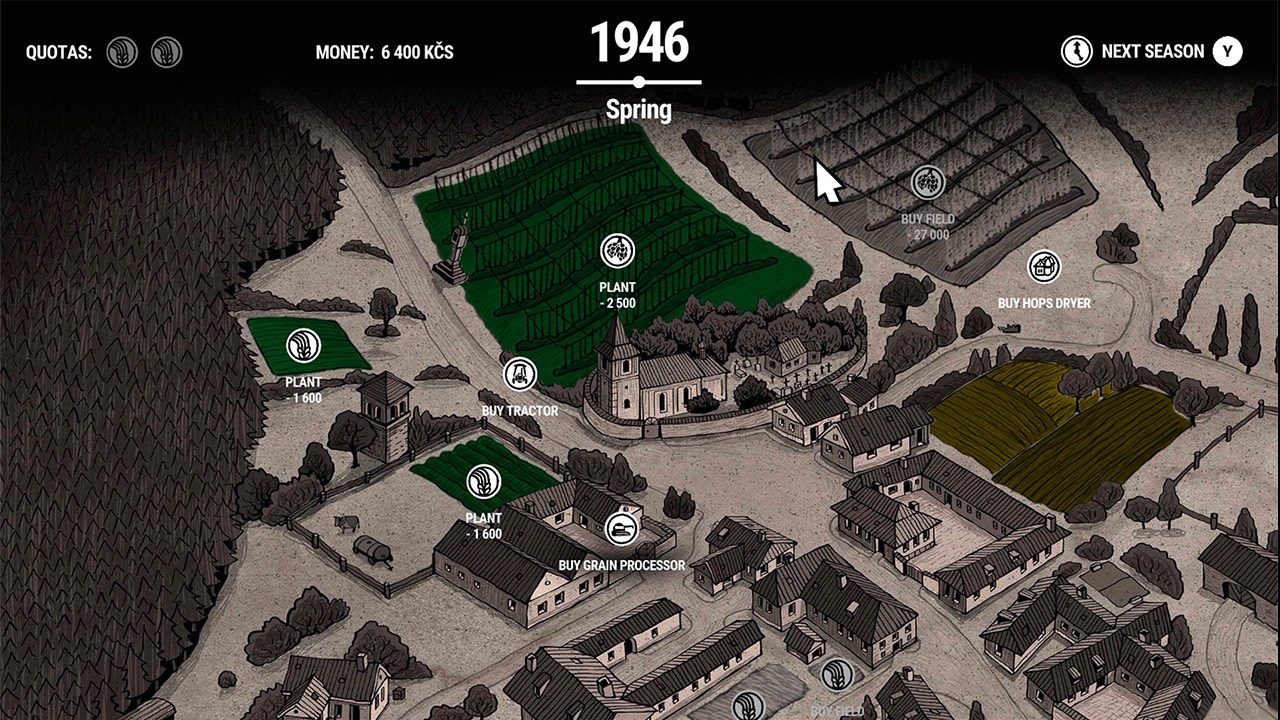 QUOTAS:
MONEY: 6 400 KČS
1946
Spring
NEXT SEASON Y
BUY FIELD
- 27 000
PLANT
- 2 500
BUY HOPS DRYER
PLANT
- 1 600
BUY TRACTOR
PLANT
- 1 600
BUY GRAIN PROCESSOR
BUY FIELD